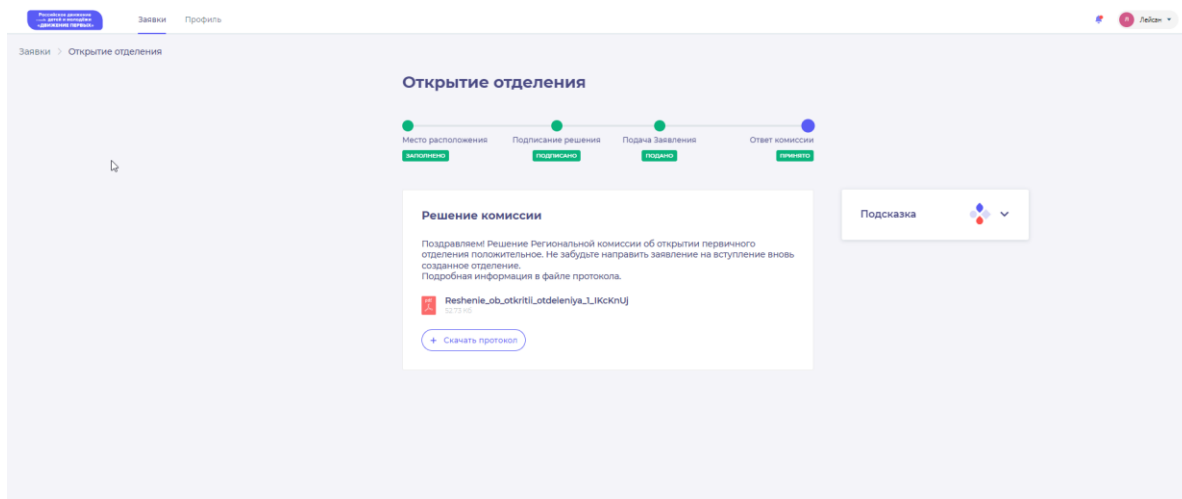 Российское движение
детей и молодёжи
«ДВИЖЕНИЕ ПЕРВЫХ»
Заявки
Профиль
Лейсан
Заявки > Открытие отделения
Открытие отделения
Место расположения
Подписание решения
Подача Заявления
Ответ комиссии
ЗАПОЛНЕНО
ПОДПИСАНО
ПОДАНО
ПРИНЯТО
Решение комиссии
Поздравляем! Решение Региональной комиссии об открытии первичного
отделения положительное. Не забудьте направить заявление на вступление вновь
созданное отделение.
Подробная информация в файле протокола.
Reshenie_ob_otkritii_otdeleniya_1_IKcKnUj
+ Скачать протокол
Подсказка